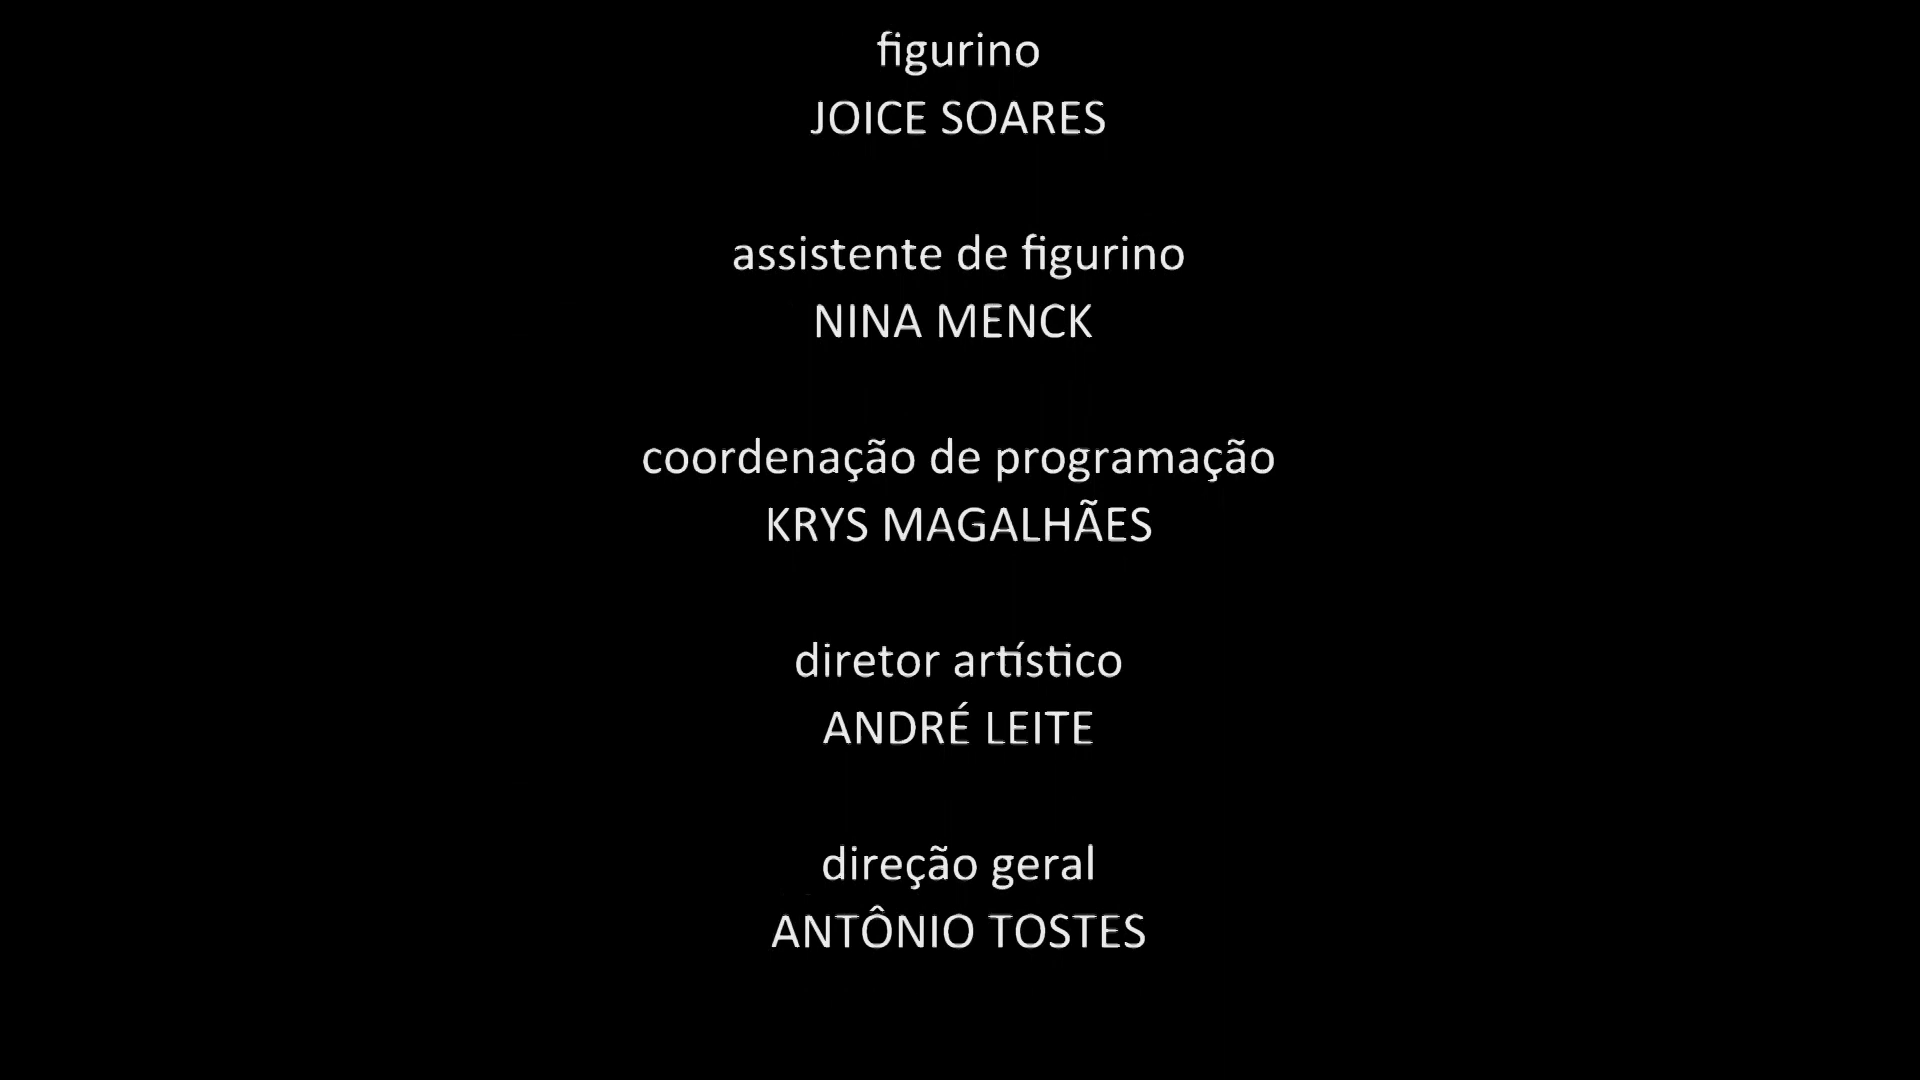 figurino
JOICE SOARES
assistente de figurino
NINA MENCK
coordenação de programação
KRYS MAGALHÃES
diretor artístico
ANDRÉ LEITE
direção geral
ANTÔNIO TOSTES